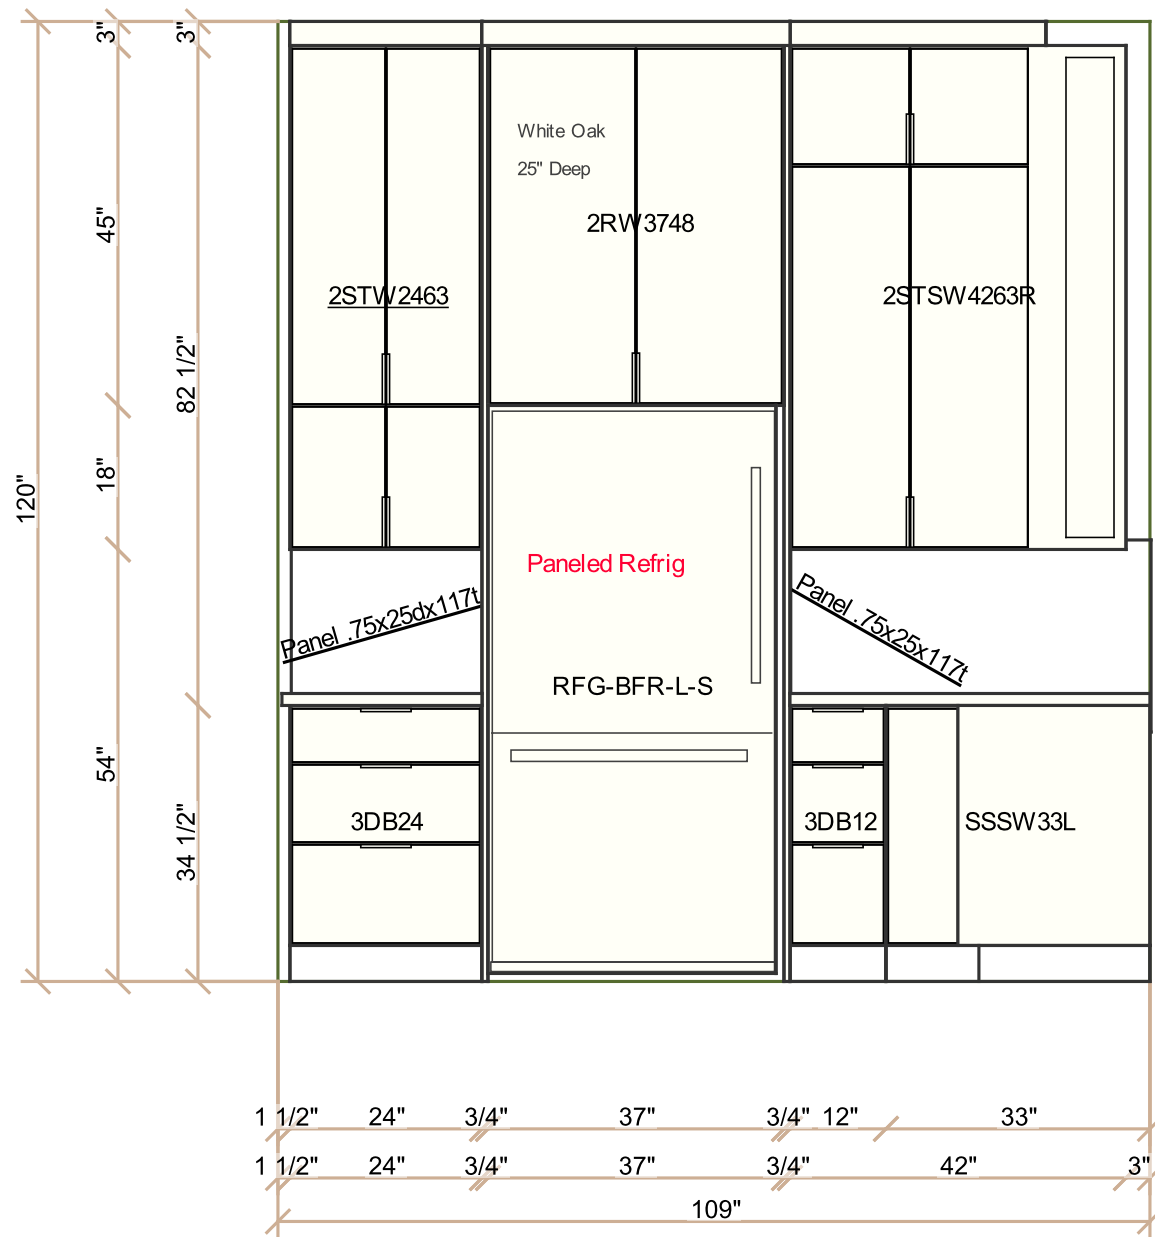 3"
3"
White Oak
25" Deep
45"
2RW3748
2STW2463
2STSW4263R
82 1/2"
18"
120"
Paneled Refrig
Panel .75x25dx117t
Panel .75x25x117t
RFG-BFR-L-S
54"
3DB24
3DB12
SSSW33L
34 1/2"
1 1/2" 24" 3/4" 37" 3/4" 12" 33"
1 1/2" 24" 3/4" 37" 3/4" 42" 3"
109"